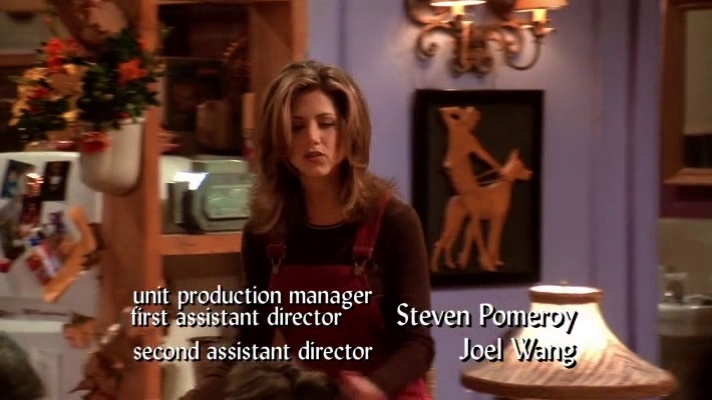 unit production manager
first assistant director Steven Pomeroy
second assistant director Joel Wang